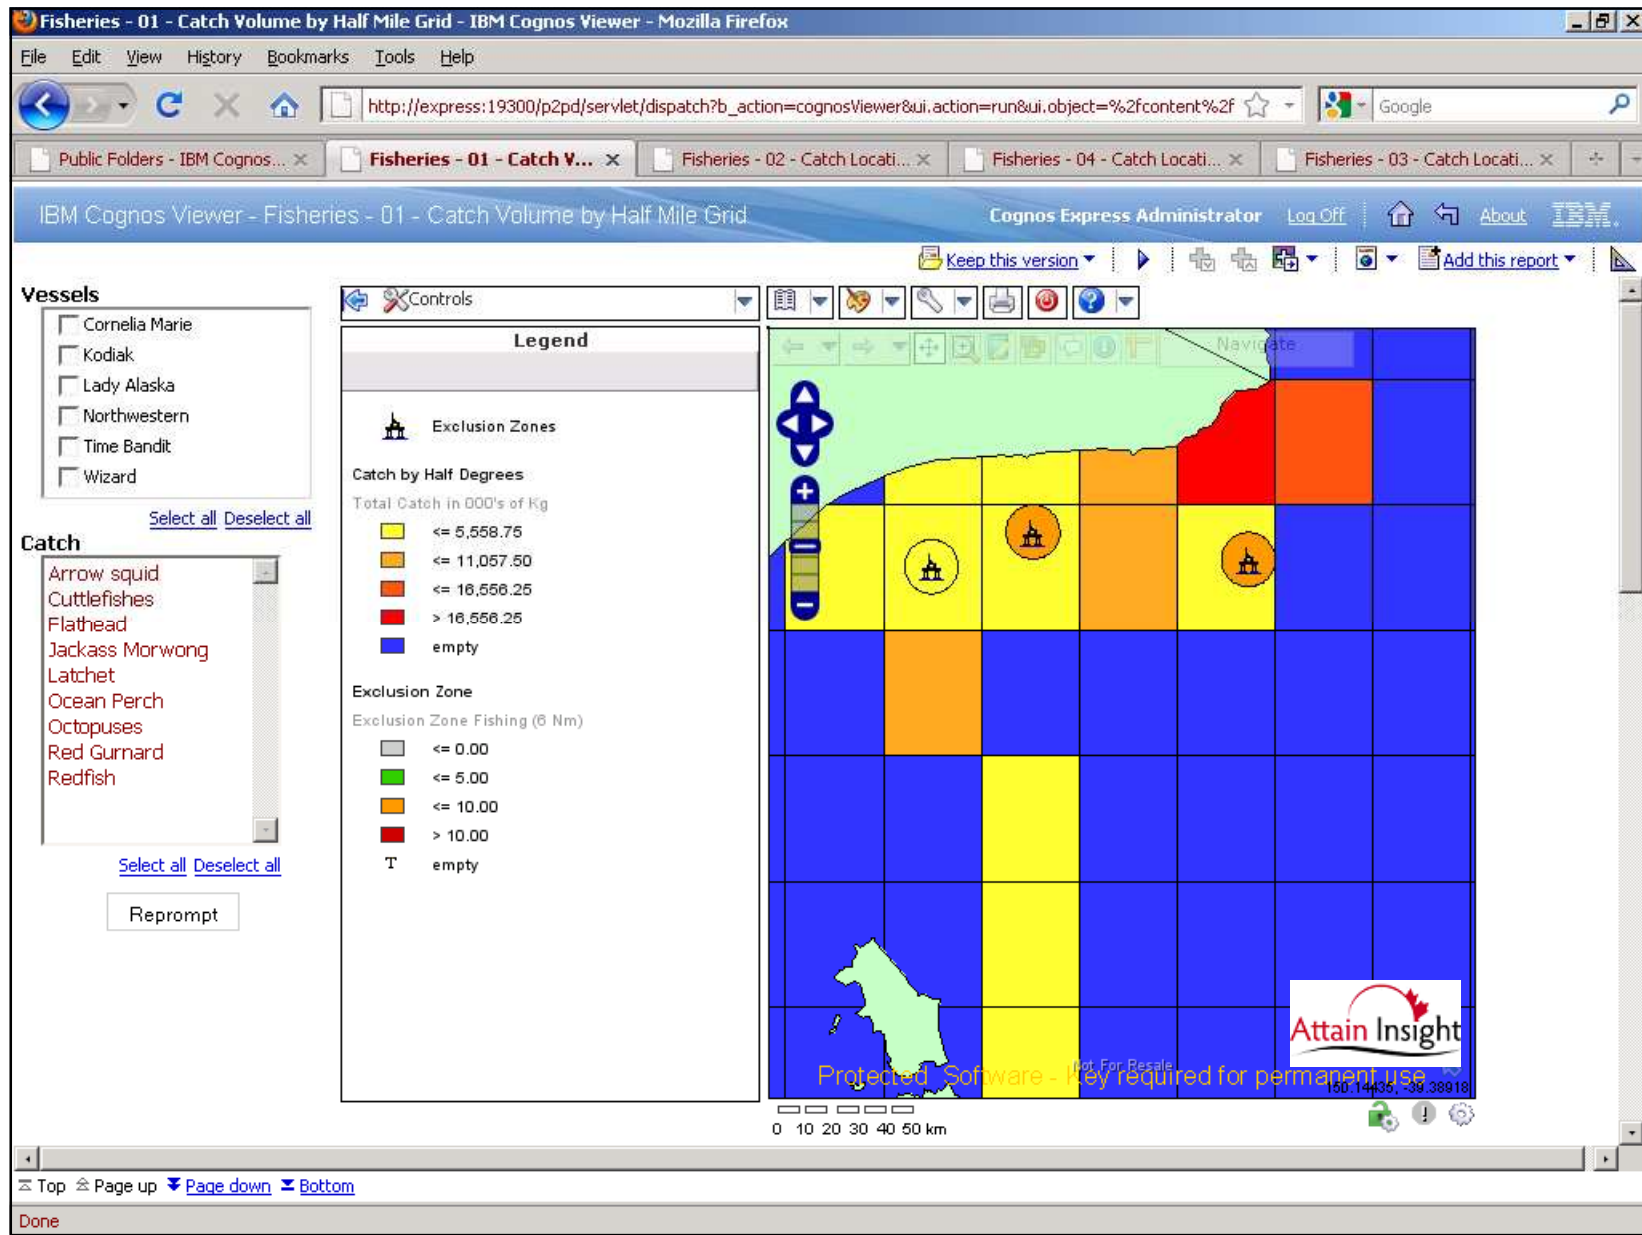 Fisheries - 01 - Catch Volume by Half Mile Grid - IBM Cognos Viewer - Mozilla Firefox
File Edit View History Bookmarks Tools Help
http://express:19300/p2pd/servlet/dispatch?b_action=cognosViewer&ui.action=run&ui.object=%2fcontent%2f
Google
Public Folders - IBM Cognos...
Fisheries - 01 - Catch V...
Fisheries - 02 - Catch Locati...
Fisheries - 04 - Catch Locati...
Fisheries - 03 - Catch Locati...
IBM Cognos Viewer - Fisheries - 01 - Catch Volume by Half Mile Grid
Cognos Express Administrator Log Off About IBM.
Keep this version Add this report
Vessels
Cornelia Marie
Kodiak
Lady Alaska
Northwestern
Time Bandit
Wizard
Select all Deselect all
Catch
Arrow squid
Cuttlefishes
Flathead
Jackass Morwong
Latchet
Ocean Perch
Octopuses
Red Gurnard
Redfish
Select all Deselect all
Reprompt
Controls
Legend
Exclusion Zones
Catch by Half Degrees
Total Catch in 000's of Kg
<= 5,558.75
<= 11,057.50
<= 16,556.25
> 16,556.25
empty
Exclusion Zone
Exclusion Zone Fishing (6 Nm)
<= 0.00
<= 5.00
<= 10.00
> 10.00
T empty
Navigate
Attain Insight
Not For Resale
Protected Software - Key required for permanent use
150.14435, -39.38918
0 10 20 30 40 50 km
Top Page up Page down Bottom
Done